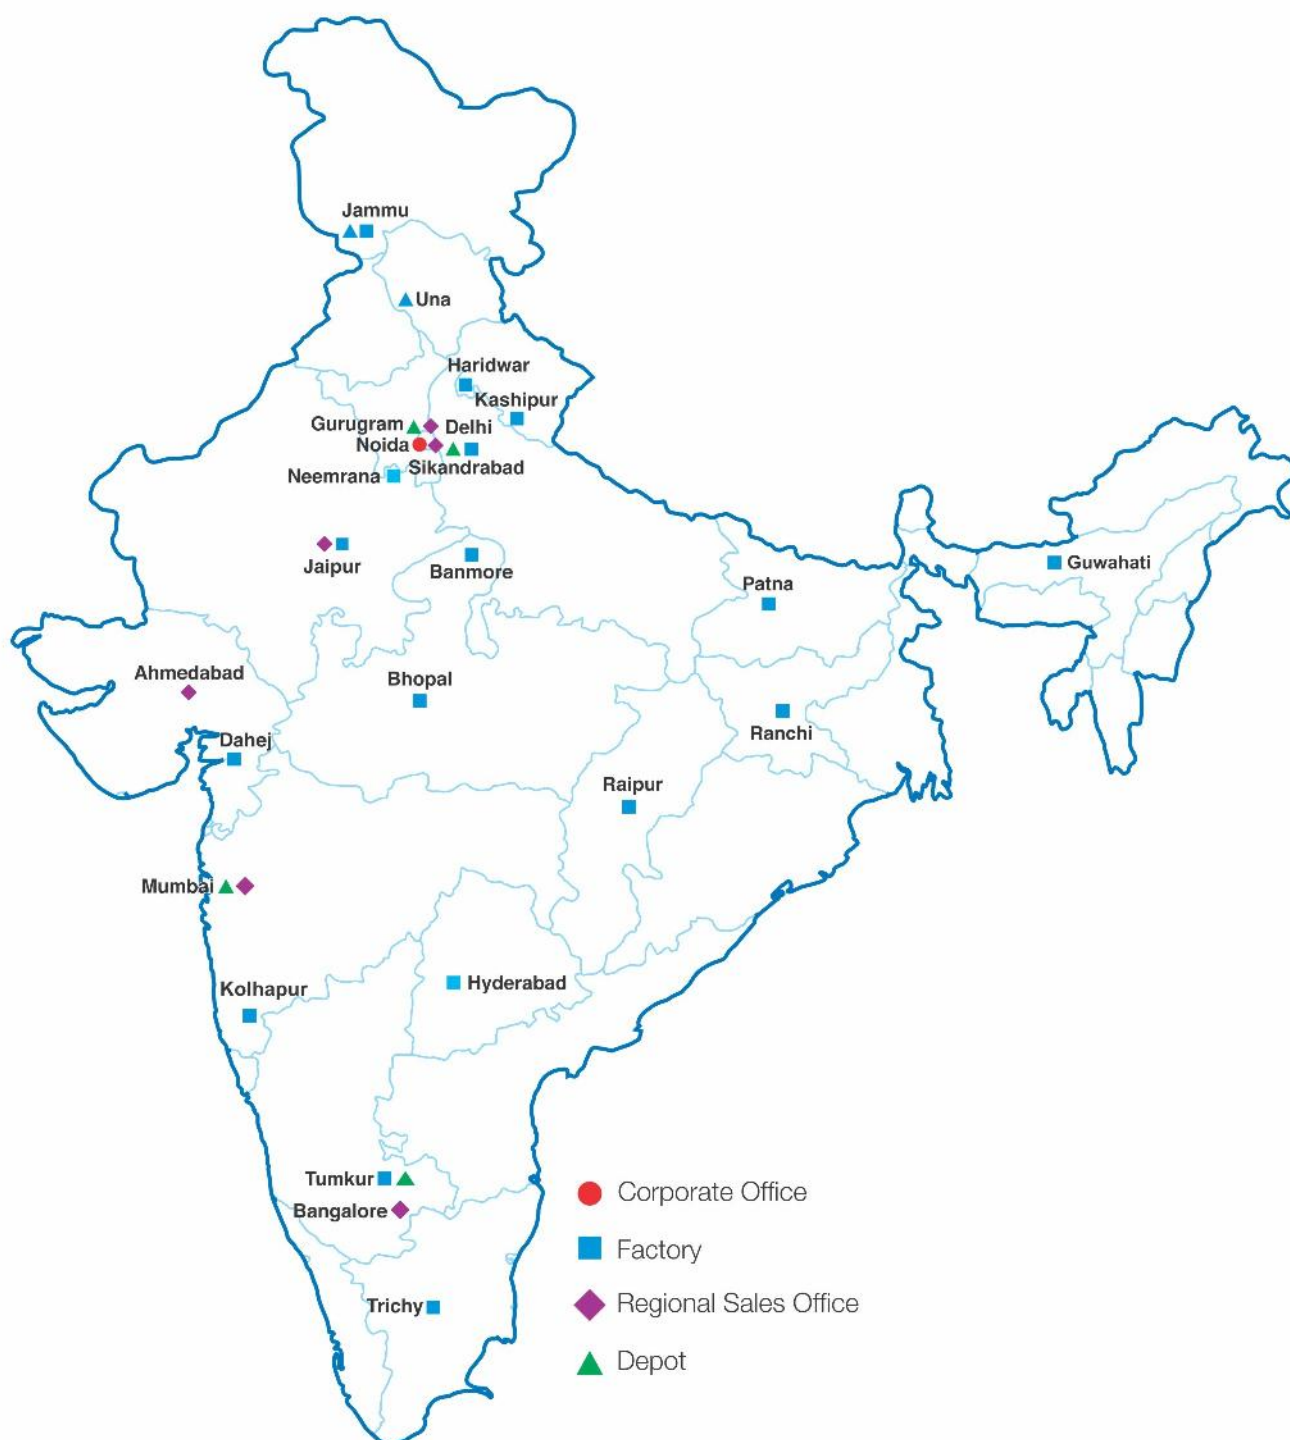 Jammu
Una
Haridwar
Kashipur
Gurugram
Delhi
Noida
Sikandrabad
Neemrana
Jaipur
Banmore
Guwahati
Patna
Ahmedabad
Bhopal
Ranchi
Dahej
Raipur
Mumbai
Hyderabad
Kolhapur
Tumkur
Bangalore
Trichy
Corporate Office
Factory
Regional Sales Office
Depot